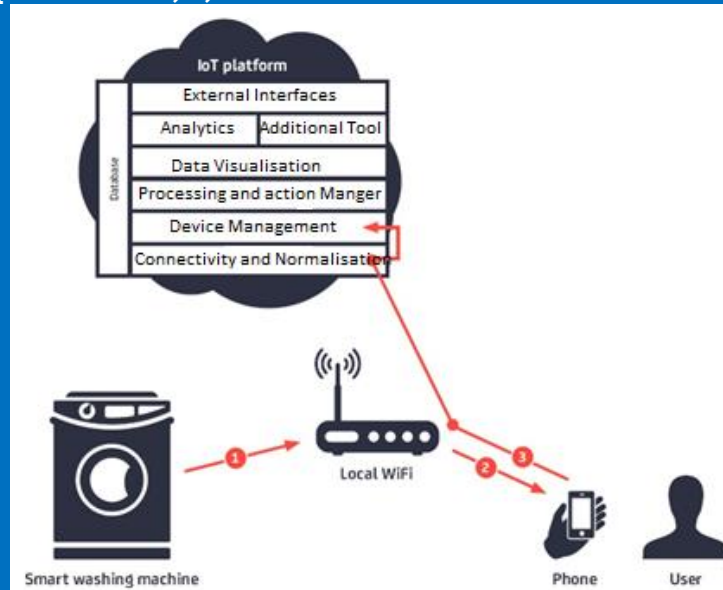 IoT platform
External Interfaces
Analytics Additional Tool
Database
Data Visualisation
Processing and action Manger
Device Management
Connectivity and Normalisation
1
Local WiFi
3
2
Smart washing machine
Phone
User